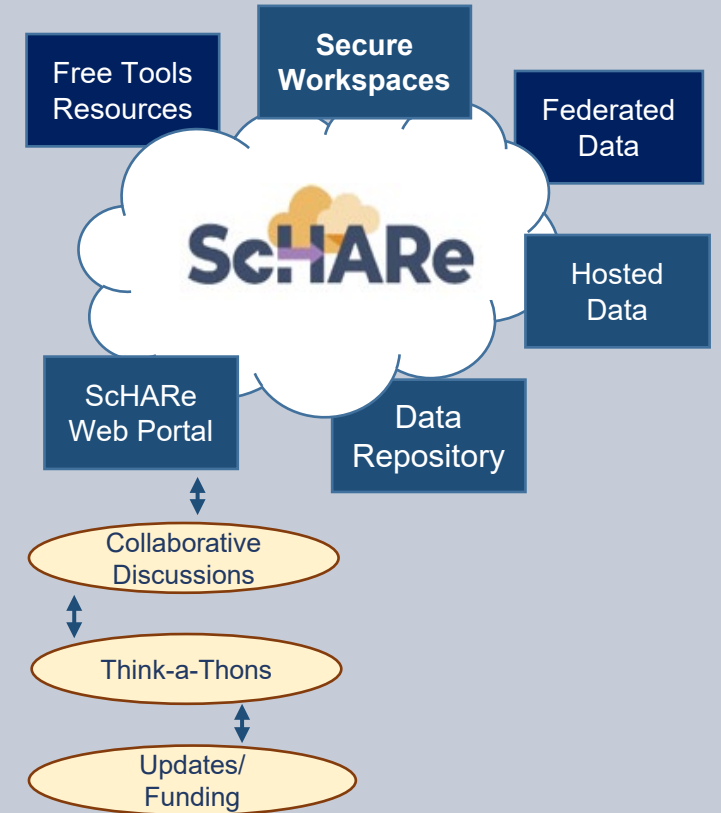 Secure
Workspaces
Free Tools
Resources
Federated
Data
ScHARe
Hosted
Data
ScHARe
Web Portal
Data
Repository
Collaborative
Discussions
Think-a-Thons
Updates/
Funding